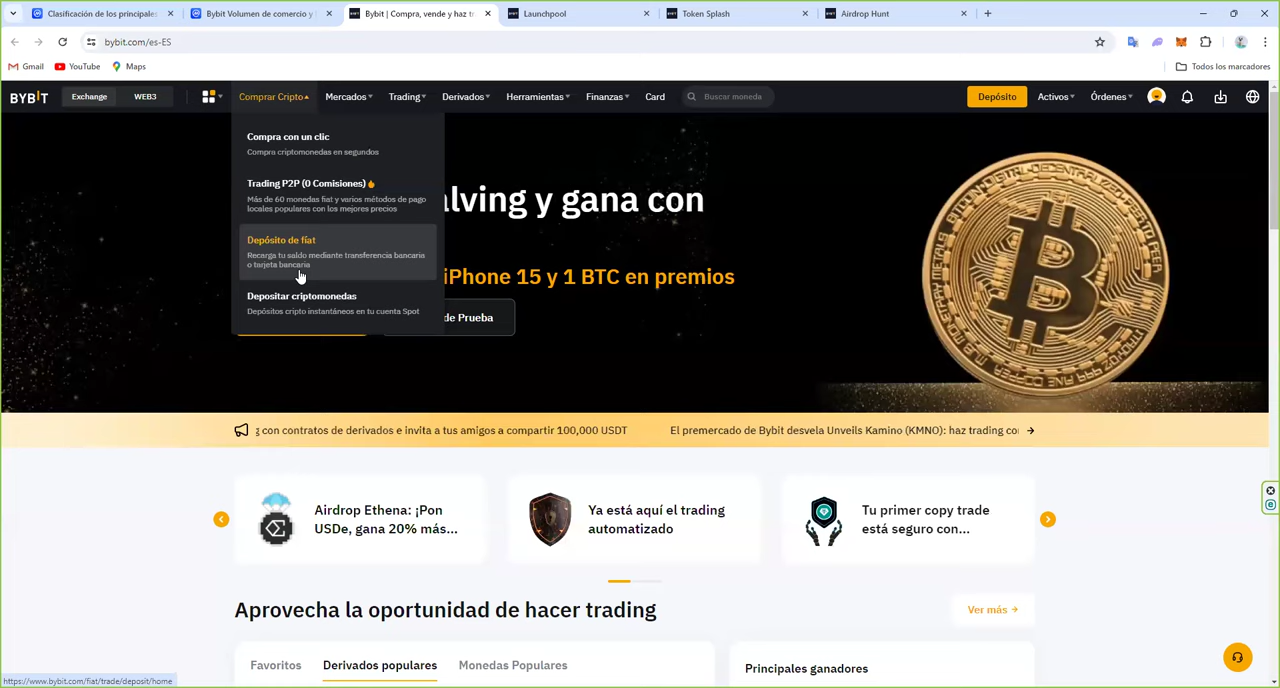 Clasificación de los principales
Bybit Volumen de comercio y
Bybit | Compra, vende y haz tr
Launchpool
Token Splash
Airdrop Hunt
bybit.com/es-ES
Gmail
YouTube
Maps
Todos los marcadores
BYBIT
Exchange
WEB3
Comprar Cripto
Mercados
Trading
Derivados
Herramientas
Finanzas
Card
Buscar moneda
Depósito
Activos
Órdenes
Compra con un clic
Compra criptomonedas en segundos
Trading P2P (0 Comisiones)
Más de 60 monedas fiat y varios métodos de pago
locales populares con los mejores precios
Depósito de fíat
Recarga tu saldo mediante transferencia bancaria
o tarjeta bancaria
Depositar criptomonedas
Depósitos cripto instantáneos en tu cuenta Spot
alving y gana con
iPhone 15 y 1 BTC en premios
de Prueba
g con contratos de derivados e invita a tus amigos a compartir 100,000 USDT
El premercado de Bybit desvela Unveils Kamino (KMNO): haz trading co
Airdrop Ethena: ¡Pon
USDe, gana 20% más...
Ya está aquí el trading
automatizado
Tu primer copy trade
está seguro con...
Aprovecha la oportunidad de hacer trading
Ver más
Favoritos
Derivados populares
Monedas Populares
Principales ganadores
https://www.bybit.com/fiat/trade/deposit/home